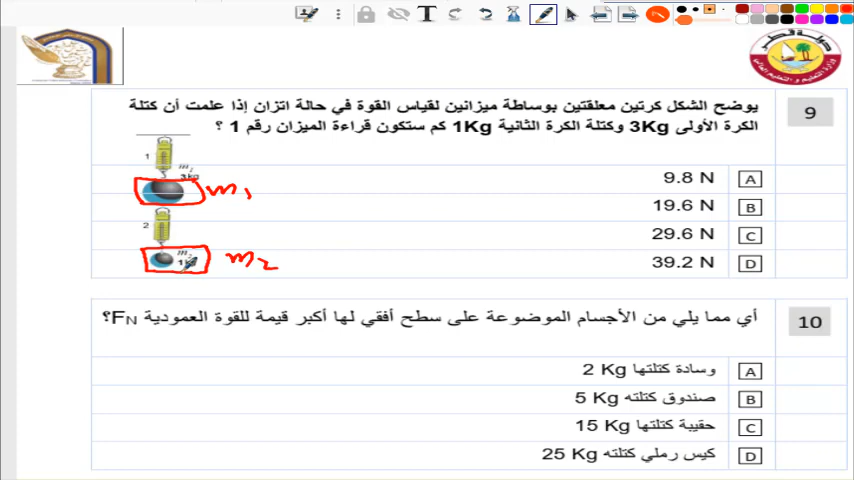 دولة قطر
9
يوضح الشكل كرتين معلقتين بوساطة ميزانين لقياس القوة في حالة اتزان إذا علمت أن كتلة
الكرة الأولى 3Kg وكتلة الكرة الثانية 1Kg كم ستكون قراءة الميزان رقم 1 ؟
1
3kg
m1
2
m2
A 9.8 N
B 19.6 N
C 29.6 N
D 39.2 N
10
أي مما يلي من الأجسام الموضوعة على سطح أفقي لها أكبر قيمة للقوة العمودية FN؟
A وسادة كتلتها 2 Kg
B صندوق كتلته 5 Kg
C حقيبة كتلتها 15 Kg
D كيس رملي كتلته 25 Kg